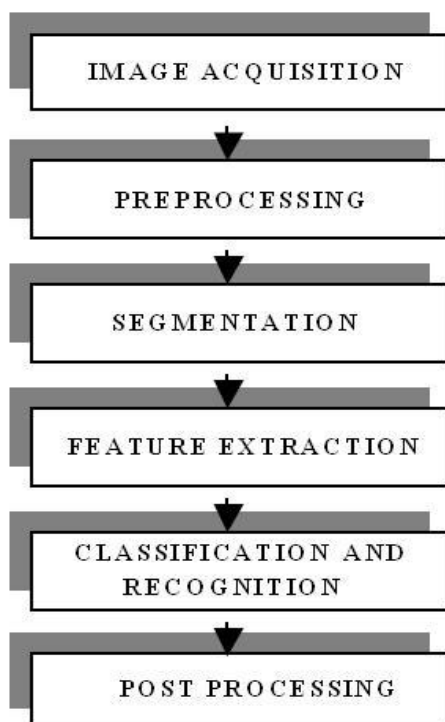 IMAGE ACQUISITION
PREPROCESSING
SEGMENTATION
FEATURE EXTRACTION
CLASSIFICATION AND
RECOGNITION
POST PROCESSING